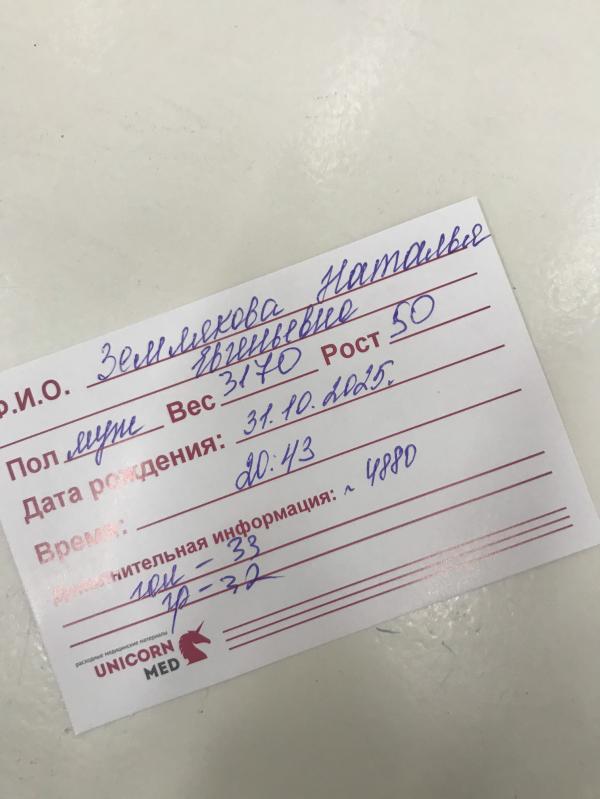 Ф.И.О. Землякова Наталья
Евгеньевна
Пол муж Вес 3170 Рост 50
Дата рождения: 31.10.2025г.
Время: 20:43
Дополнительная информация: ~ 4880
гол - 33
гр - 32
расходные медицинские материалы
UNICORN
MED